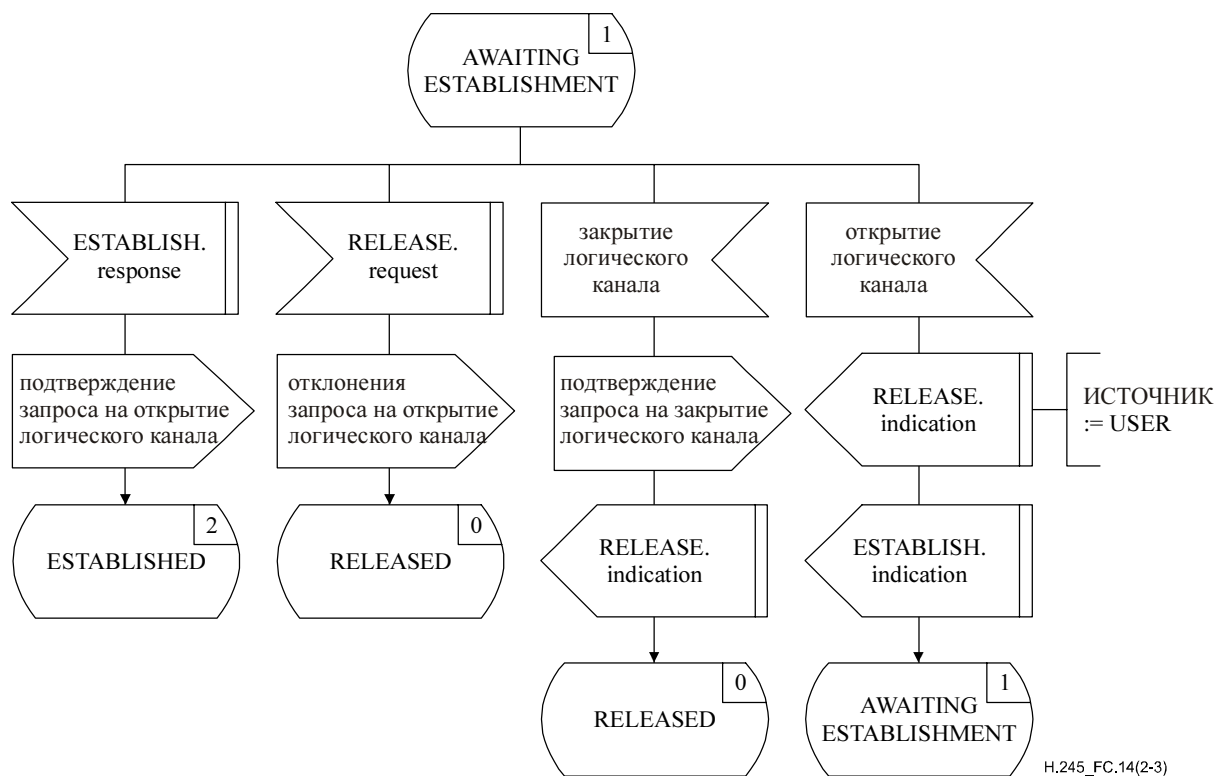 1
AWAITING
ESTABLISHMENT
ESTABLISH.
response
RELEASE.
request
закрытие
логического
канала
открытие
логического
канала
подтверждение
запроса на открытие
логического канала
отклонения
запроса на открытие
логического канала
подтверждение
запроса на закрытие
логического канала
RELEASE.
indication
ИСТОЧНИК
:= USER
2
ESTABLISHED
0
RELEASED
RELEASE.
indication
ESTABLISH.
indication
0
RELEASED
1
AWAITING
ESTABLISHMENT
H.245_FC.14(2-3)